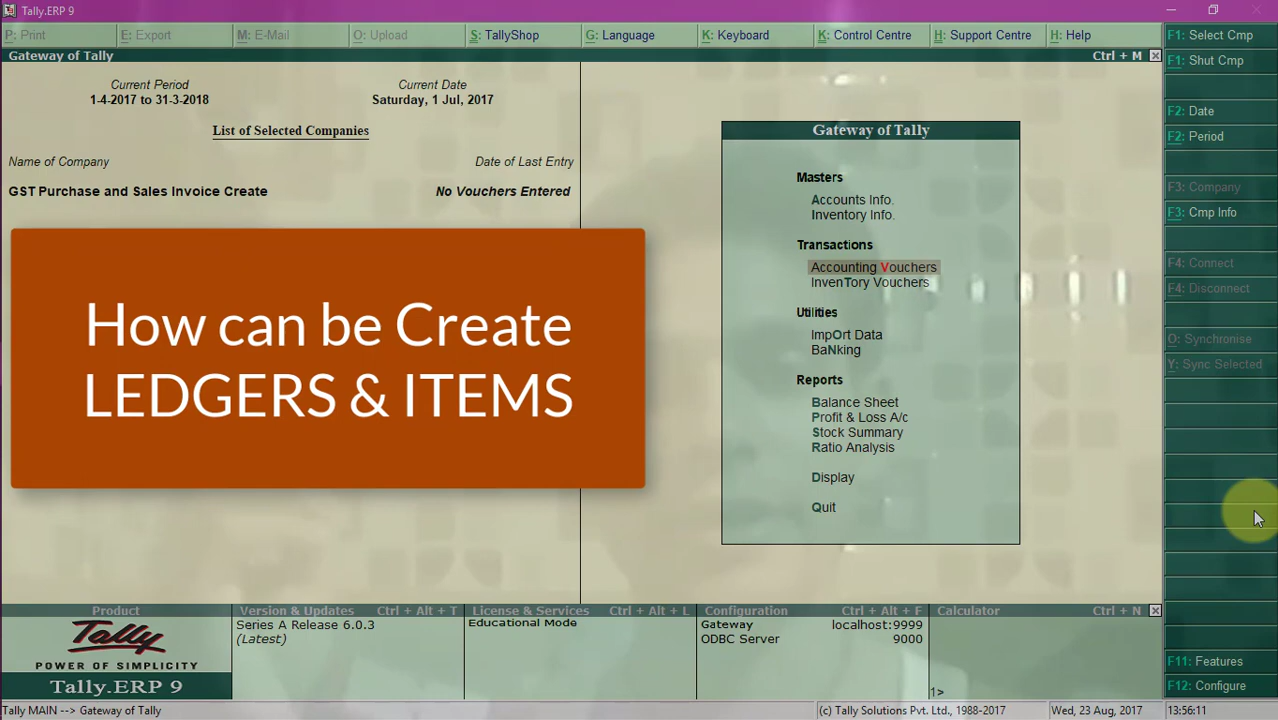 Tally.ERP 9
P: Print E: Export M: E-Mail O: Upload S: TallyShop G: Language K: Keyboard K: Control Centre H: Support Centre H: Help
Gateway of Tally Ctrl + M
Current Period Current Date
1-4-2017 to 31-3-2018 Saturday, 1 Jul, 2017
List of Selected Companies
Name of Company Date of Last Entry
GST Purchase and Sales Invoice Create No Vouchers Entered
How can be Create
LEDGERS & ITEMS
Gateway of Tally
Masters
Accounts Info.
Inventory Info.
Transactions
Accounting Vouchers
InvenTory Vouchers
Utilities
ImpOrt Data
BaNking
Reports
Balance Sheet
Profit & Loss A/c
Stock Summary
Ratio Analysis
Display
Quit
F1: Select Cmp
F1: Shut Cmp
F2: Date
F2: Period
F3: Company
F3: Cmp Info
F4: Connect
F4: Disconnect
O: Synchronise
Y: Sync Selected
F11: Features
F12: Configure
Product
Tally
POWER OF SIMPLICITY
Tally.ERP 9
Version & Updates Ctrl + Alt + T
Series A Release 6.0.3
(Latest)
License & Services Ctrl + Alt + L
Educational Mode
Configuration Ctrl + Alt + F
Gateway localhost:9999
ODBC Server 9000
Calculator Ctrl + N
1>
Tally MAIN --> Gateway of Tally (c) Tally Solutions Pvt. Ltd., 1988-2017 Wed, 23 Aug, 2017 13:56:11